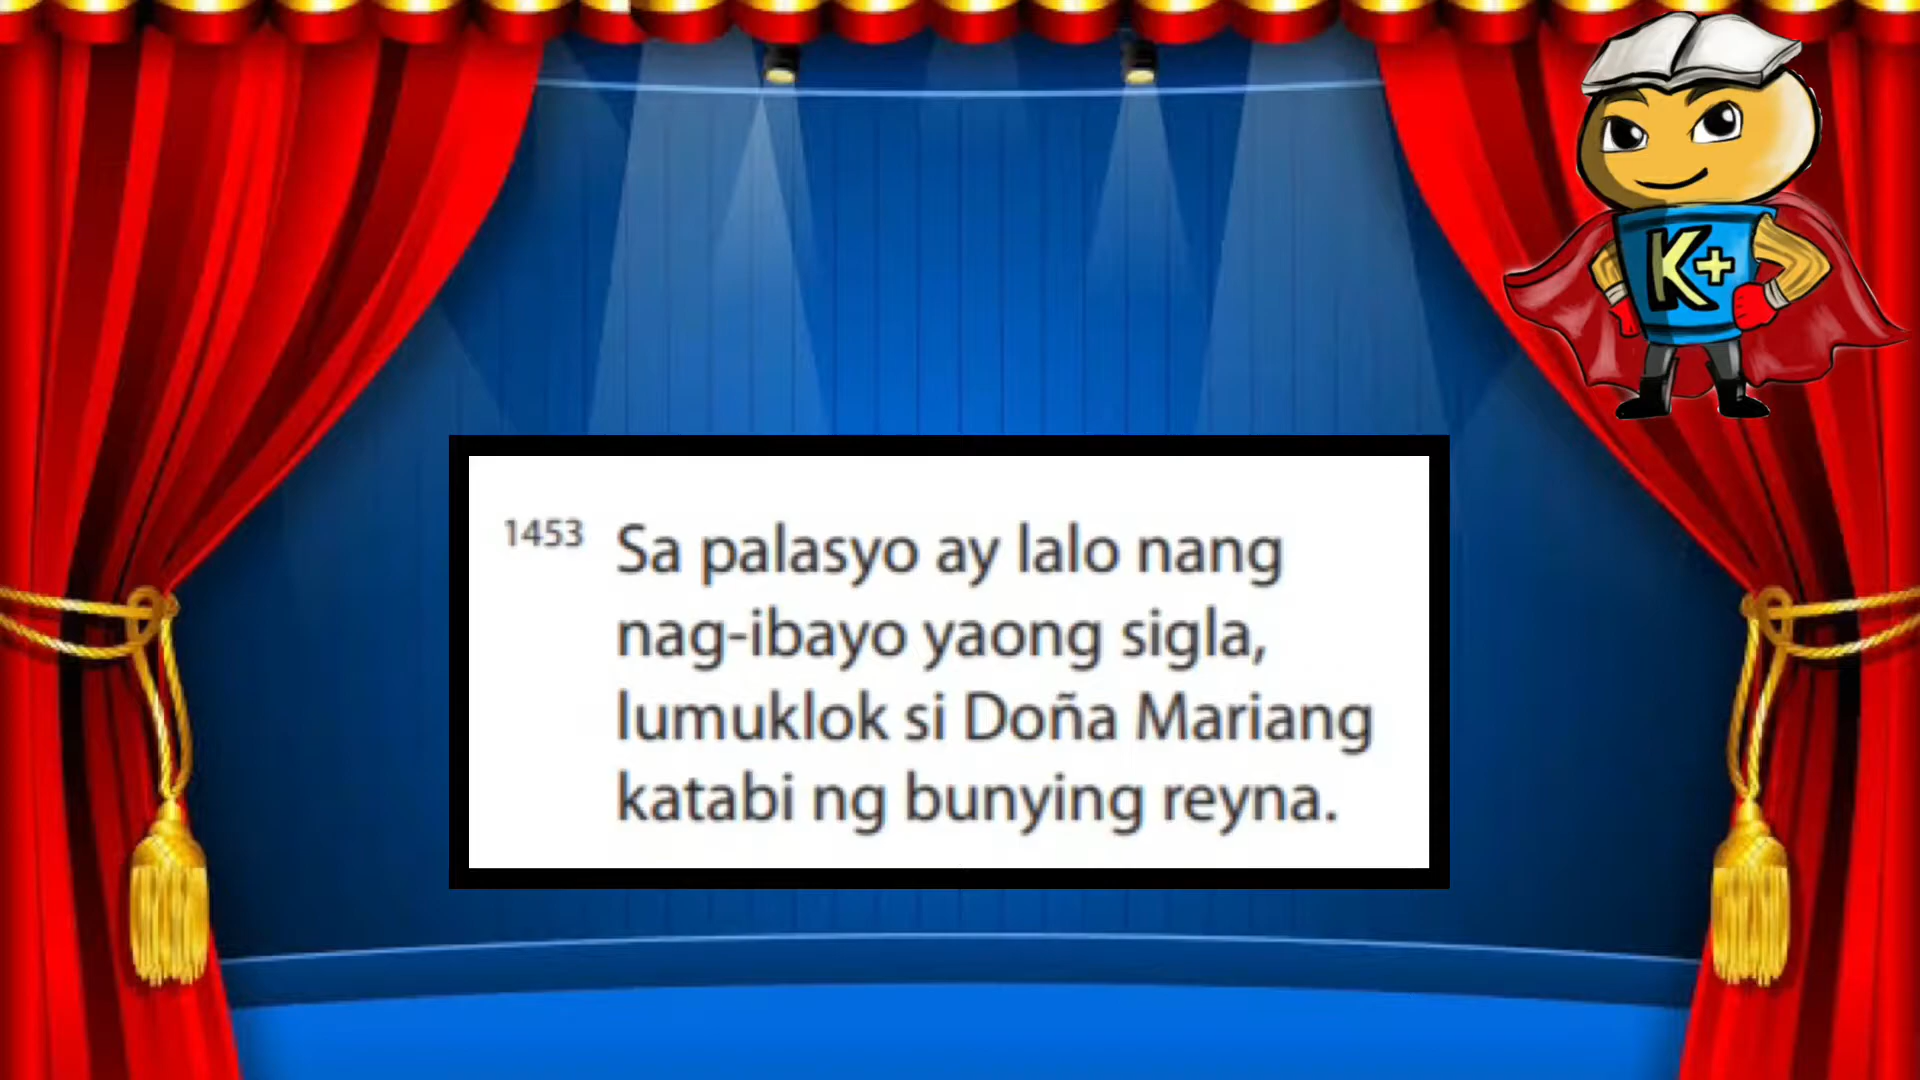 K+
1453 Sa palasyo ay lalo nang
nag-ibayo yaong sigla,
lumuklok si Doña Mariang
katabi ng bunying reyna.